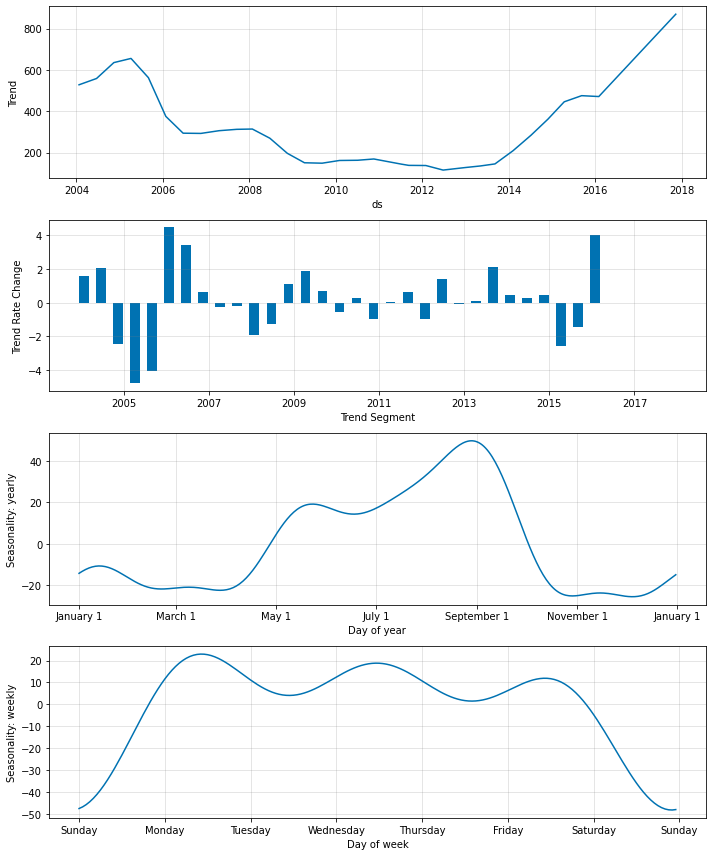 Trend
800
600
400
200
2004 2006 2008 2010 2012 2014 2016 2018
ds
Trend Rate Change
4
2
0
−2
−4
2005 2007 2009 2011 2013 2015 2017
Trend Segment
Seasonality: yearly
40
20
0
−20
January 1 March 1 May 1 July 1 September 1 November 1 January 1
Day of year
Seasonality: weekly
20
10
0
−10
−20
−30
−40
−50
Sunday Monday Tuesday Wednesday Thursday Friday Saturday Sunday
Day of week